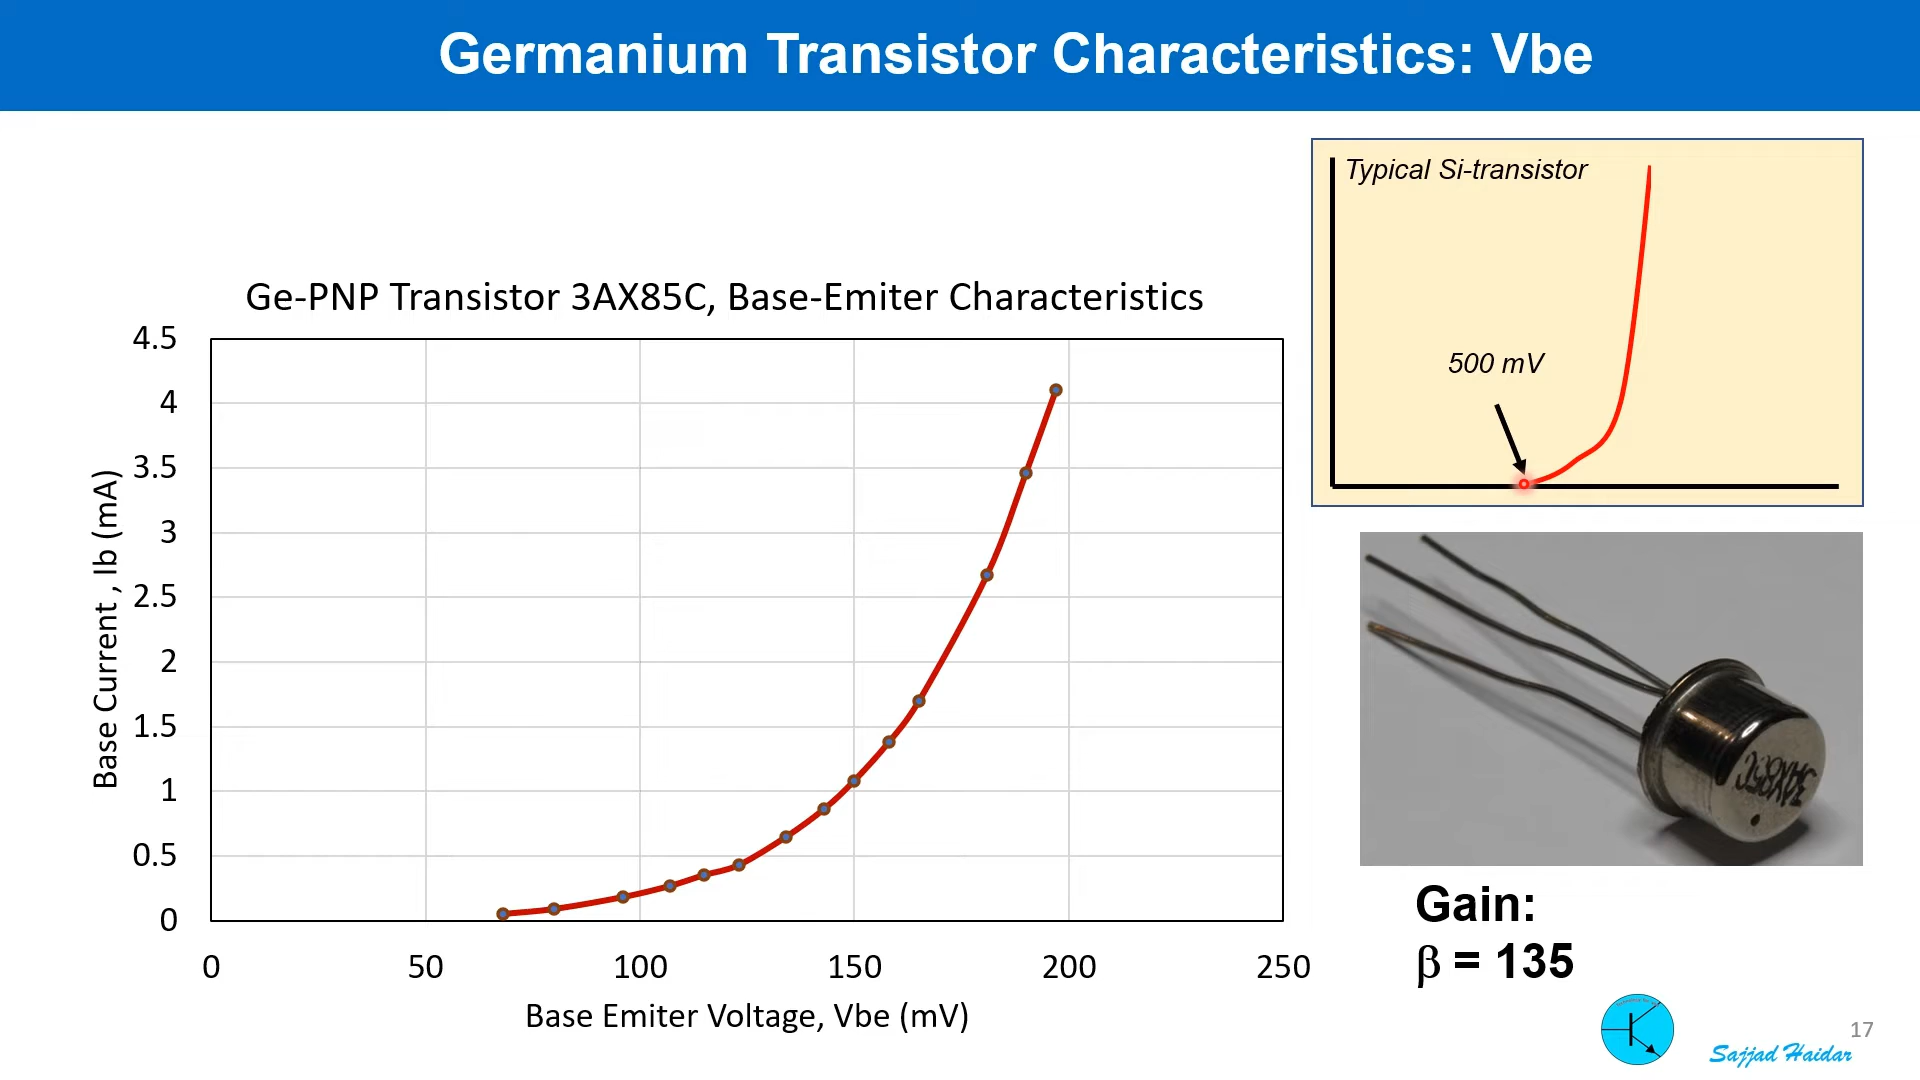 Germanium Transistor Characteristics: Vbe
Typical Si-transistor
500 mV
Ge-PNP Transistor 3AX85C, Base-Emiter Characteristics
4.5
4
3.5
3
2.5
2
1.5
1
0.5
0
Base Current , Ib (mA)
0 50 100 150 200 250
Base Emiter Voltage, Vbe (mV)
3AX85C
Gain:
β = 135
17
Sajjad Haidar